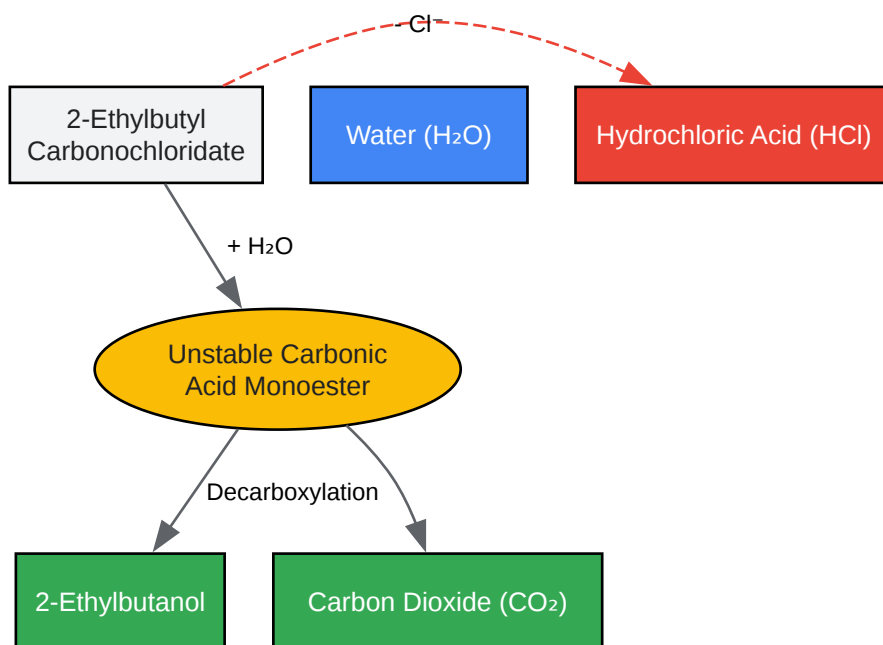 - Cl⁻
2-Ethylbutyl
Carbonochloridate
Water (H₂O)
Hydrochloric Acid (HCl)
+ H₂O
Unstable Carbonic
Acid Monoester
Decarboxylation
2-Ethylbutanol
Carbon Dioxide (CO₂)